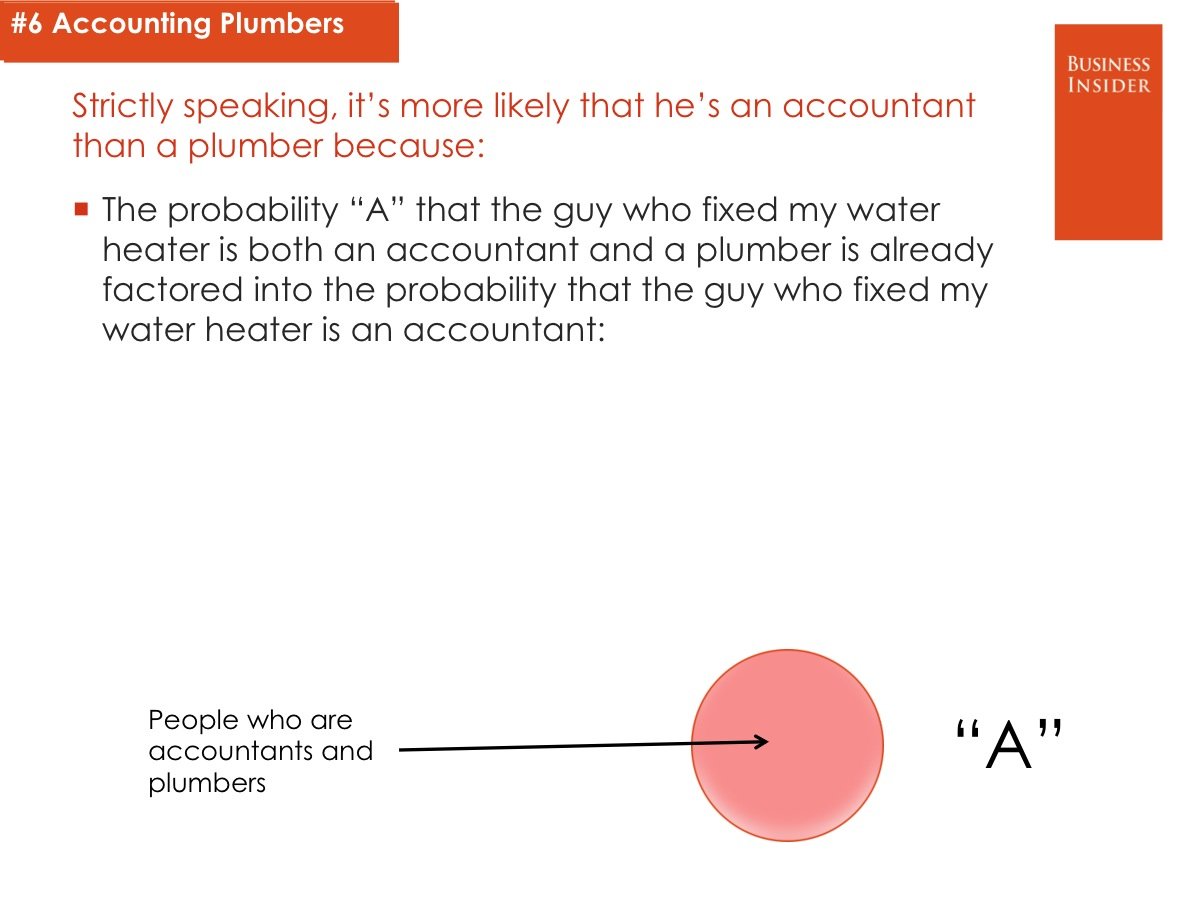 #6 Accounting Plumbers
BUSINESS
INSIDER
Strictly speaking, it’s more likely that he’s an accountant
than a plumber because:
The probability “A” that the guy who fixed my water
heater is both an accountant and a plumber is already
factored into the probability that the guy who fixed my
water heater is an accountant:
People who are
accountants and
plumbers
“A”